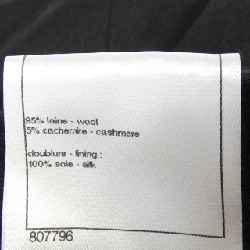 95% laine - wool
5% cachemire - cashmere
doublure - lining :
100% soie - silk
807796